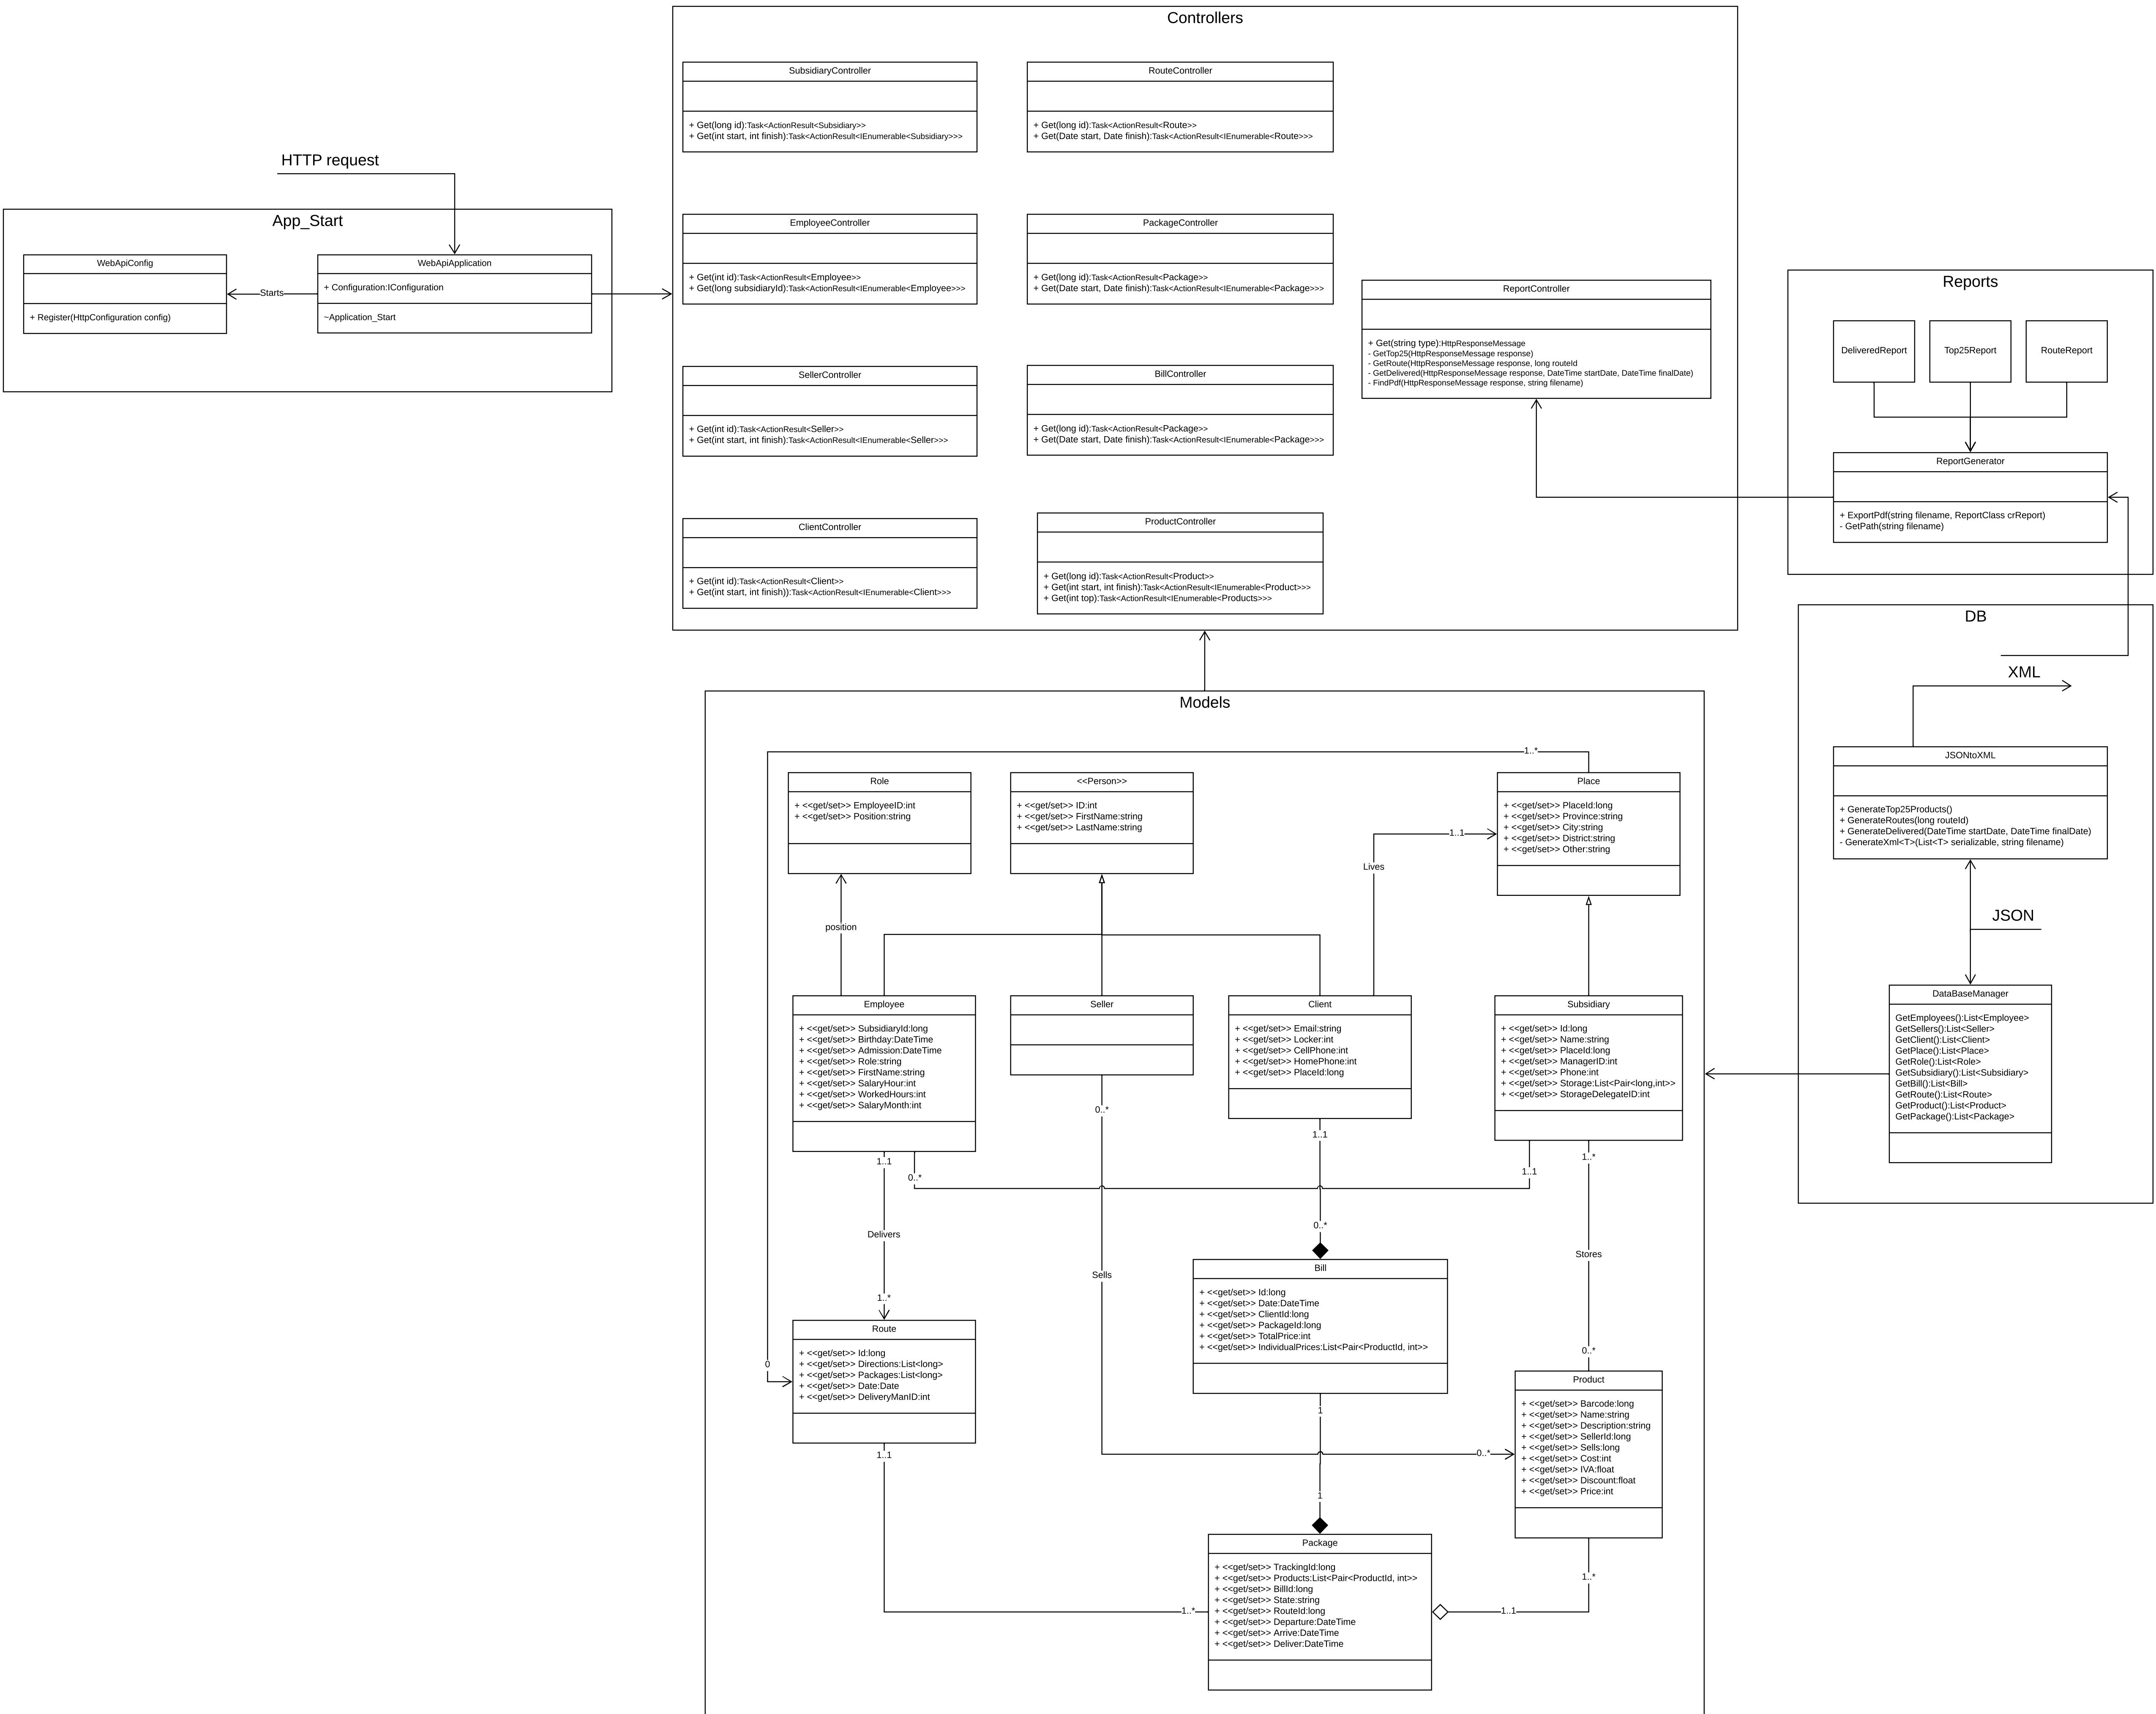 HTTP request
App_Start
WebApiConfig
+ Register(HttpConfiguration config)
Starts
WebApiApplication
+ Configuration:IConfiguration
~Application_Start
Controllers
SubsidiaryController
+ Get(long id):Task<ActionResult<Subsidiary>>
+ Get(int start, int finish):Task<ActionResult<IEnumerable<Subsidiary>>>
RouteController
+ Get(long id):Task<ActionResult<Route>>
+ Get(Date start, Date finish):Task<ActionResult<IEnumerable<Route>>>
EmployeeController
+ Get(int id):Task<ActionResult<Employee>>
+ Get(long subsidiaryId):Task<ActionResult<IEnumerable<Employee>>>
PackageController
+ Get(long id):Task<ActionResult<Package>>
+ Get(Date start, Date finish):Task<ActionResult<IEnumerable<Package>>>
ReportController
+ Get(string type):HttpResponseMessage
- GetTop25(HttpResponseMessage response)
- GetRoute(HttpResponseMessage response, long routeId
- GetDelivered(HttpResponseMessage response, DateTime startDate, DateTime finalDate)
- FindPdf(HttpResponseMessage response, string filename)
SellerController
+ Get(int id):Task<ActionResult<Seller>>
+ Get(int start, int finish):Task<ActionResult<IEnumerable<Seller>>>
BillController
+ Get(long id):Task<ActionResult<Package>>
+ Get(Date start, Date finish):Task<ActionResult<IEnumerable<Package>>>
ClientController
+ Get(int id):Task<ActionResult<Client>>
+ Get(int start, int finish)):Task<ActionResult<IEnumerable<Client>>>
ProductController
+ Get(long id):Task<ActionResult<Product>>
+ Get(int start, int finish):Task<ActionResult<IEnumerable<Product>>>
+ Get(int top):Task<ActionResult<IEnumerable<Products>>>
Reports
DeliveredReport
Top25Report
RouteReport
ReportGenerator
+ ExportPdf(string filename, ReportClass crReport)
- GetPath(string filename)
DB
XML
JSONtoXML
+ GenerateTop25Products()
+ GenerateRoutes(long routeId)
+ GenerateDelivered(DateTime startDate, DateTime finalDate)
- GenerateXml<T>(List<T> serializable, string filename)
JSON
DataBaseManager
GetEmployees():List<Employee>
GetSellers():List<Seller>
GetClient():List<Client>
GetPlace():List<Place>
GetRole():List<Role>
GetSubsidiary():List<Subsidiary>
GetBill():List<Bill>
GetRoute():List<Route>
GetProduct():List<Product>
GetPackage():List<Package>
Models
1..*
Role
+ <<get/set>> EmployeeID:int
+ <<get/set>> Position:string
<<Person>>
+ <<get/set>> ID:int
+ <<get/set>> FirstName:string
+ <<get/set>> LastName:string
Place
+ <<get/set>> PlaceId:long
+ <<get/set>> Province:string
+ <<get/set>> City:string
+ <<get/set>> District:string
+ <<get/set>> Other:string
1..1
Lives
position
Employee
+ <<get/set>> SubsidiaryId:long
+ <<get/set>> Birthday:DateTime
+ <<get/set>> Admission:DateTime
+ <<get/set>> Role:string
+ <<get/set>> FirstName:string
+ <<get/set>> SalaryHour:int
+ <<get/set>> WorkedHours:int
+ <<get/set>> SalaryMonth:int
Seller
Client
+ <<get/set>> Email:string
+ <<get/set>> Locker:int
+ <<get/set>> CellPhone:int
+ <<get/set>> HomePhone:int
+ <<get/set>> PlaceId:long
Subsidiary
+ <<get/set>> Id:long
+ <<get/set>> Name:string
+ <<get/set>> PlaceId:long
+ <<get/set>> ManagerID:int
+ <<get/set>> Phone:int
+ <<get/set>> Storage:List<Pair<long,int>>
+ <<get/set>> StorageDelegateID:int
0..*
1..1
1..1
0..*
1..1
1..*
Delivers
0..*
Stores
Sells
Bill
+ <<get/set>> Id:long
+ <<get/set>> Date:DateTime
+ <<get/set>> ClientId:long
+ <<get/set>> PackageId:long
+ <<get/set>> TotalPrice:int
+ <<get/set>> IndividualPrices:List<Pair<ProductId, int>>
1..*
Route
+ <<get/set>> Id:long
+ <<get/set>> Directions:List<long>
+ <<get/set>> Packages:List<long>
+ <<get/set>> Date:Date
+ <<get/set>> DeliveryManID:int
0
0..*
Product
+ <<get/set>> Barcode:long
+ <<get/set>> Name:string
+ <<get/set>> Description:string
+ <<get/set>> SellerId:long
+ <<get/set>> Sells:long
+ <<get/set>> Cost:int
+ <<get/set>> IVA:float
+ <<get/set>> Discount:float
+ <<get/set>> Price:int
1
0..*
1..1
1
Package
+ <<get/set>> TrackingId:long
+ <<get/set>> Products:List<Pair<ProductId, int>>
+ <<get/set>> BillId:long
+ <<get/set>> State:string
+ <<get/set>> RouteId:long
+ <<get/set>> Departure:DateTime
+ <<get/set>> Arrive:DateTime
+ <<get/set>> Deliver:DateTime
1..*
1..*
1..1